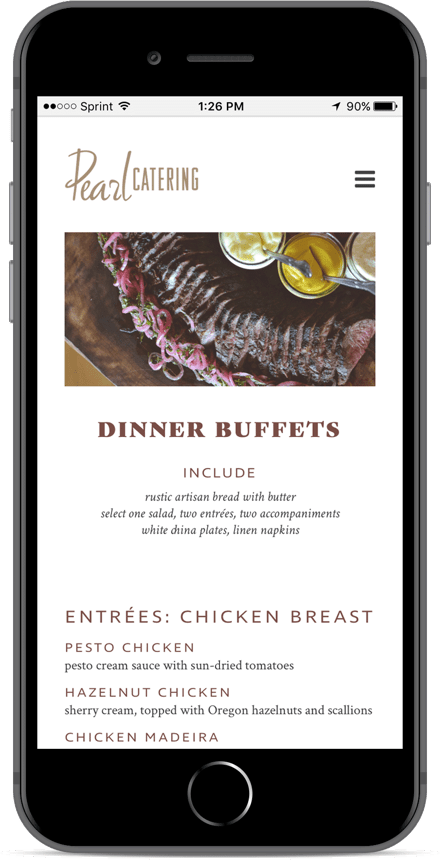 Sprint 1:26 PM 90%
Pearl CATERING
DINNER BUFFETS
INCLUDE
rustic artisan bread with butter
select one salad, two entrées, two accompaniments
white china plates, linen napkins
ENTRÉES: CHICKEN BREAST
PESTO CHICKEN
pesto cream sauce with sun-dried tomatoes
HAZELNUT CHICKEN
sherry cream, topped with Oregon hazelnuts and scallions
CHICKEN MADEIRA